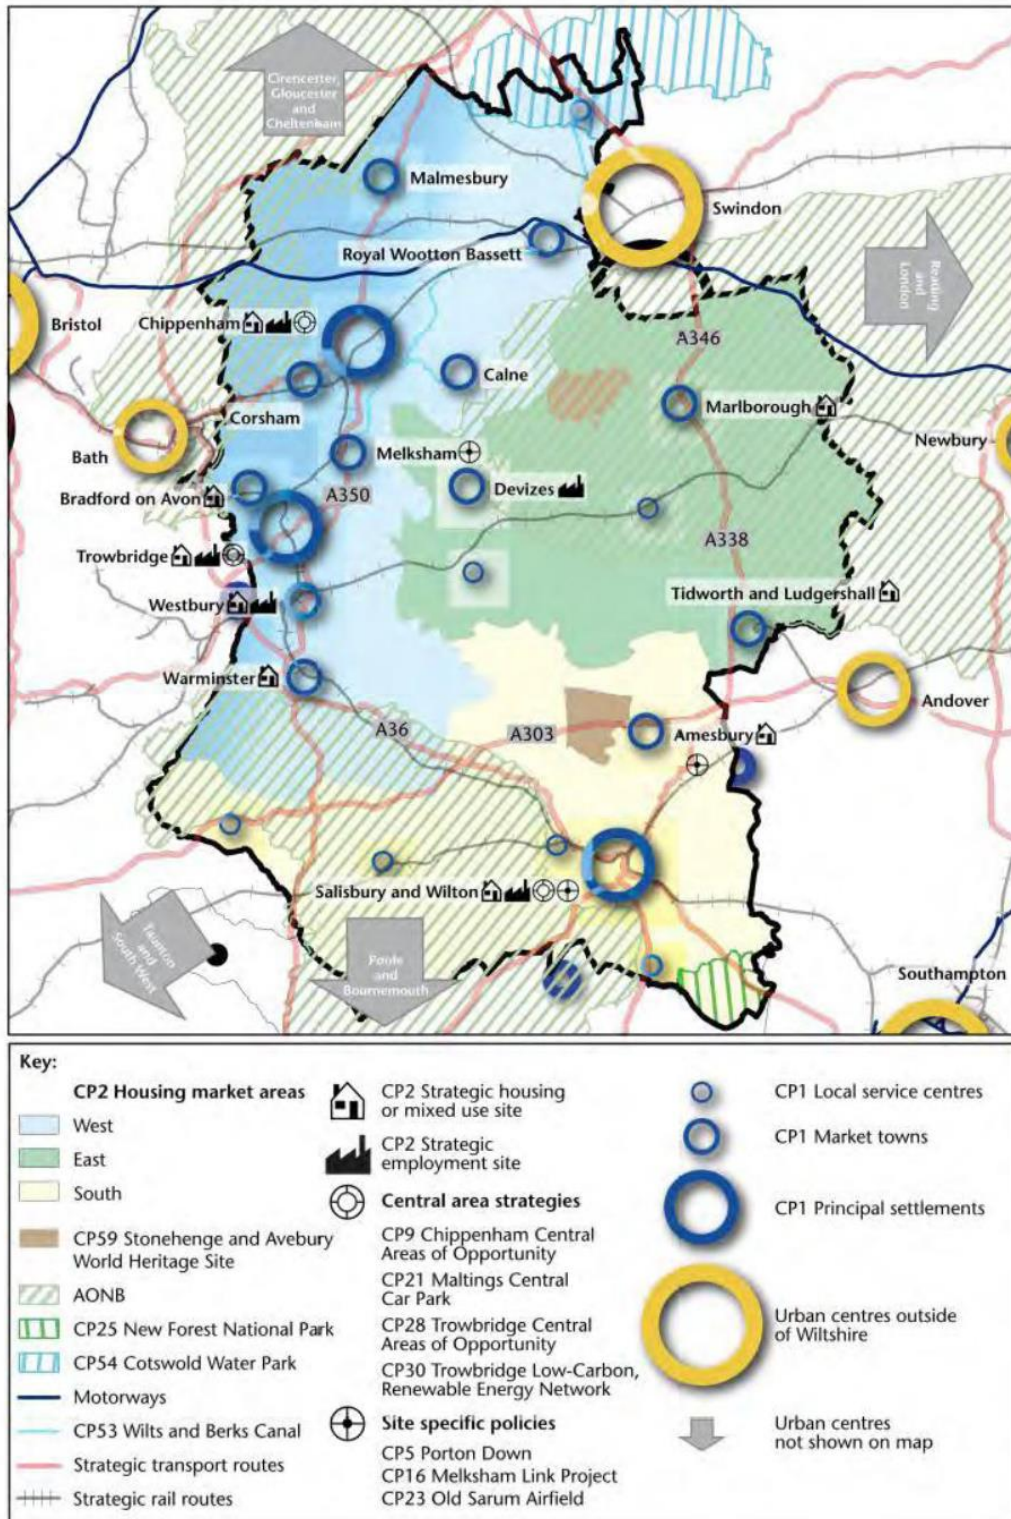 Cirencester,
Gloucester
and
Cheltenham
Malmesbury
Swindon
Royal Wootton Bassett
Reading
and
London
Bristol
Chippenham
A346
Calne
Corsham
Marlborough
Newbury
Bath
Melksham
Bradford on Avon
A350
Devizes
Trowbridge
A338
Westbury
Tidworth and Ludgershall
Warminster
Andover
A36
A303
Amesbury
Salisbury and Wilton
Taunton
and
South West
Poole
and
Bournemouth
Southampton
Key:
CP2 Housing market areas
West
East
South
CP59 Stonehenge and Avebury
World Heritage Site
AONB
CP25 New Forest National Park
CP54 Cotswold Water Park
Motorways
CP53 Wilts and Berks Canal
Strategic transport routes
Strategic rail routes
CP2 Strategic housing
or mixed use site
CP2 Strategic
employment site
Central area strategies
CP9 Chippenham Central
Areas of Opportunity
CP21 Maltings Central
Car Park
CP28 Trowbridge Central
Areas of Opportunity
CP30 Trowbridge Low-Carbon,
Renewable Energy Network
Site specific policies
CP5 Porton Down
CP16 Melksham Link Project
CP23 Old Sarum Airfield
CP1 Local service centres
CP1 Market towns
CP1 Principal settlements
Urban centres outside
of Wiltshire
Urban centres
not shown on map